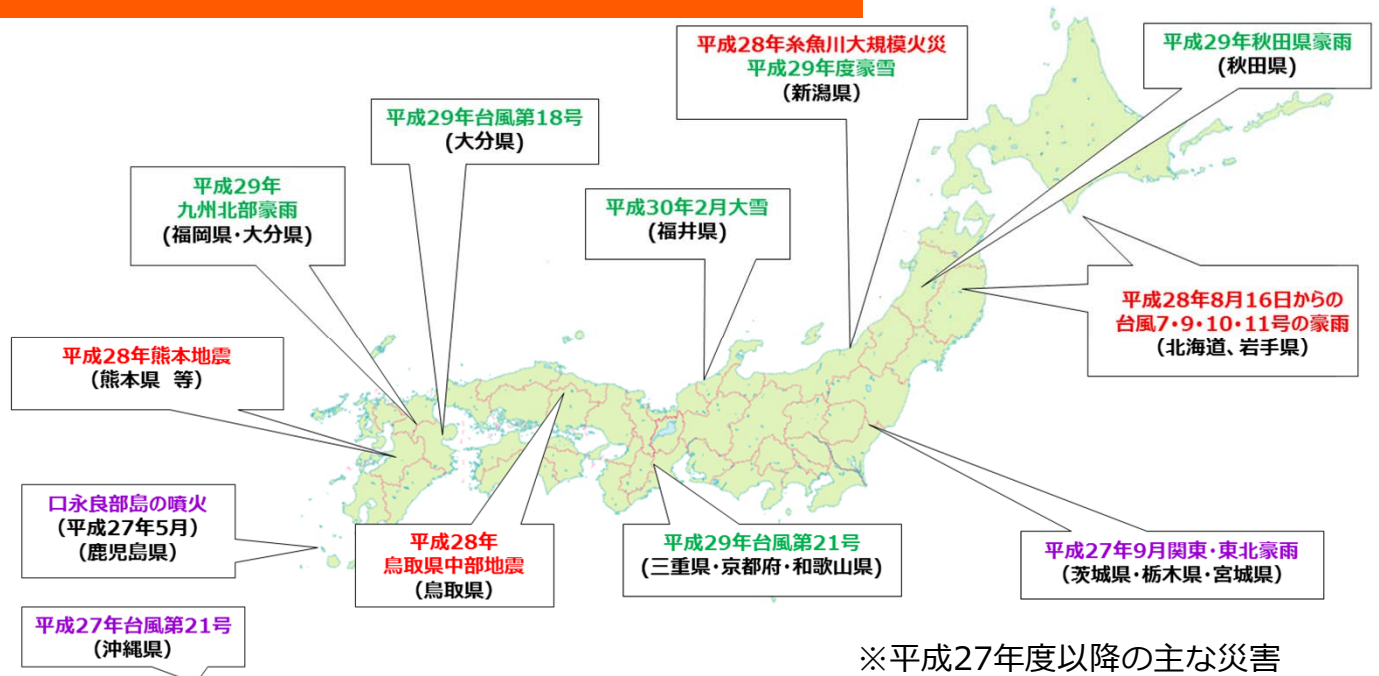 平成28年糸魚川大規模火災
平成29年度豪雪
(新潟県)
平成29年秋田県豪雨
(秋田県)
平成29年台風第18号
(大分県)
平成29年
九州北部豪雨
(福岡県・大分県)
平成30年2月大雪
(福井県)
平成28年8月16日からの
台風7・9・10・11号の豪雨
(北海道、岩手県)
平成28年熊本地震
(熊本県 等)
口永良部島の噴火
(平成27年5月)
(鹿児島県)
平成28年
鳥取県中部地震
(鳥取県)
平成29年台風第21号
(三重県・京都府・和歌山県)
平成27年9月関東・東北豪雨
(茨城県・栃木県・宮城県)
平成27年台風第21号
(沖縄県)
※平成27年度以降の主な災害